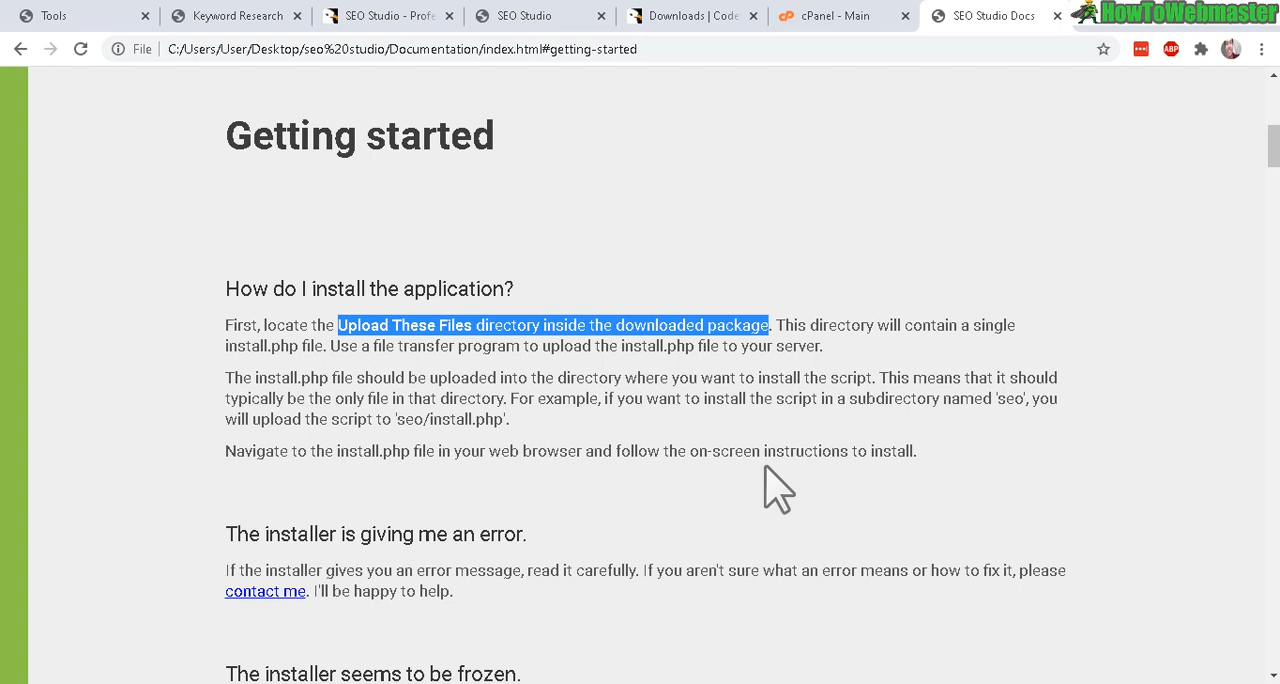 Tools
Keyword Research
SEO Studio - Profe
SEO Studio
Downloads | Code
cPanel - Main
SEO Studio Docs
HowToWebmaster
File
C:/Users/User/Desktop/seo%20studio/Documentation/index.html#getting-started
ABP
Getting started
How do I install the application?
First, locate the Upload These Files directory inside the downloaded package. This directory will contain a single
install.php file. Use a file transfer program to upload the install.php file to your server.
The install.php file should be uploaded into the directory where you want to install the script. This means that it should
typically be the only file in that directory. For example, if you want to install the script in a subdirectory named 'seo', you
will upload the script to 'seo/install.php'.
Navigate to the install.php file in your web browser and follow the on-screen instructions to install.
The installer is giving me an error.
If the installer gives you an error message, read it carefully. If you aren't sure what an error means or how to fix it, please
contact me. I'll be happy to help.
The installer seems to be frozen.